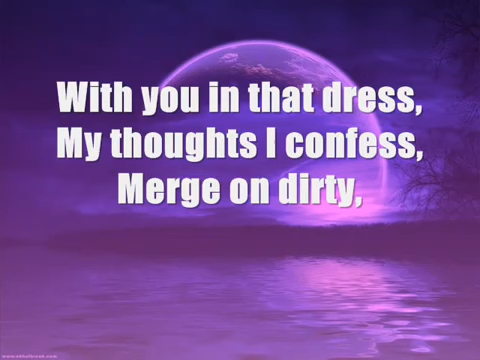 With you in that dress,
My thoughts I confess,
Merge on dirty,